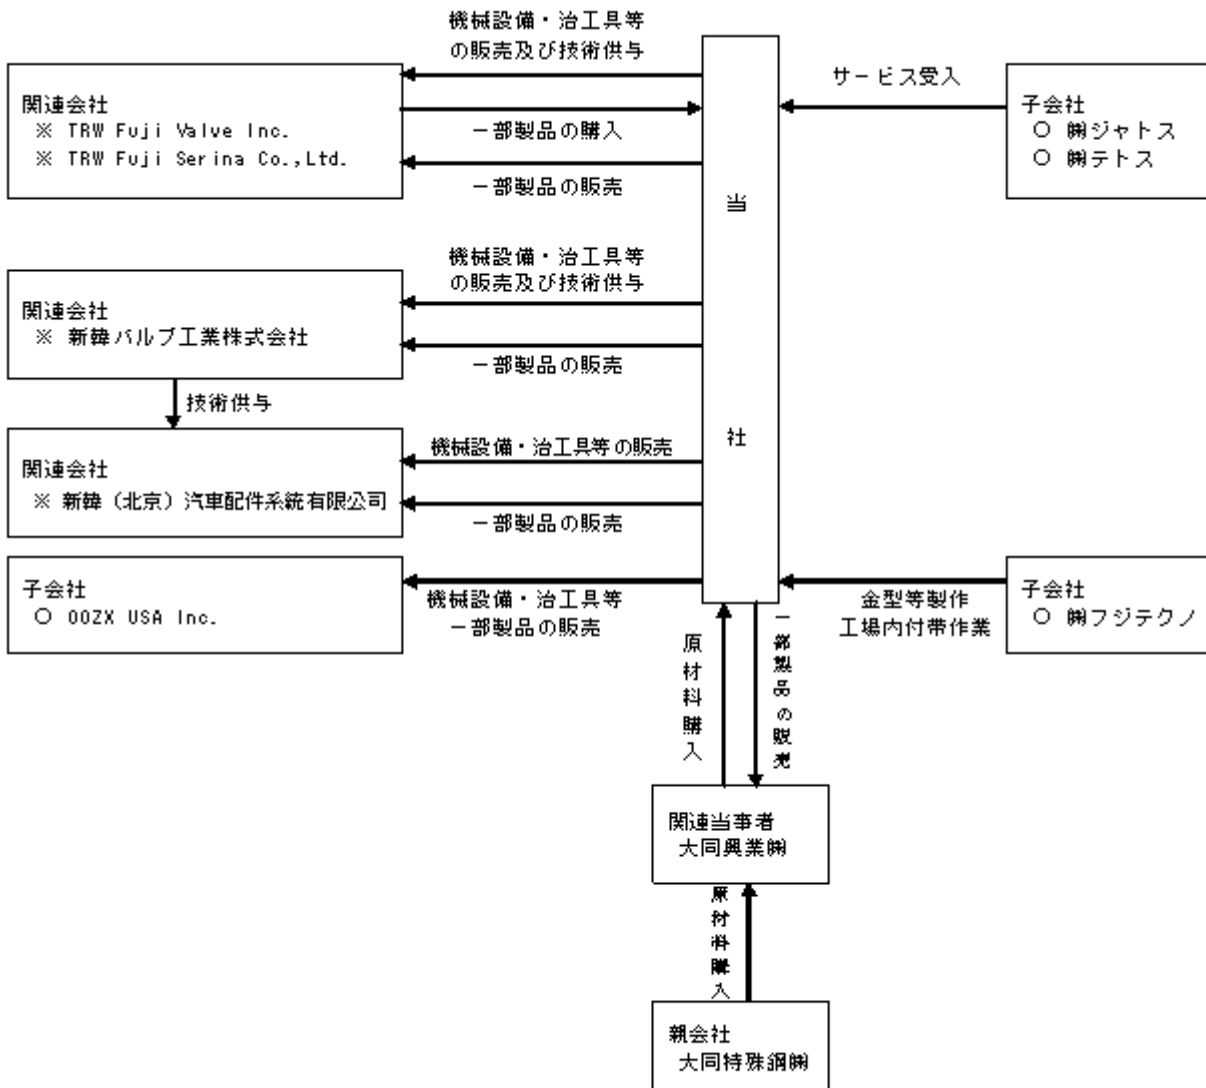 機械設備・治工具等
の販売及び技術供与
関連会社
※ TRW Fuji Valve Inc.
※ TRW Fuji Serina Co.,Ltd.
一部製品の購入
一部製品の販売
サービス受入
子会社
○ ㈱ジャトス
○ ㈱テトス
当社
機械設備・治工具等
の販売及び技術供与
関連会社
※ 新韓バルブ工業株式会社
一部製品の販売
技術供与
関連会社
※ 新韓（北京）汽車配件系統有限公司
機械設備・治工具等の販売
一部製品の販売
子会社
○ OOZX USA Inc.
機械設備・治工具等
一部製品の販売
金型等製作
工場内付帯作業
子会社
○ ㈱フジテクノ
原材料購入
一部製品の販売
関連当事者
大同興業㈱
原材料購入
親会社
大同特殊鋼㈱